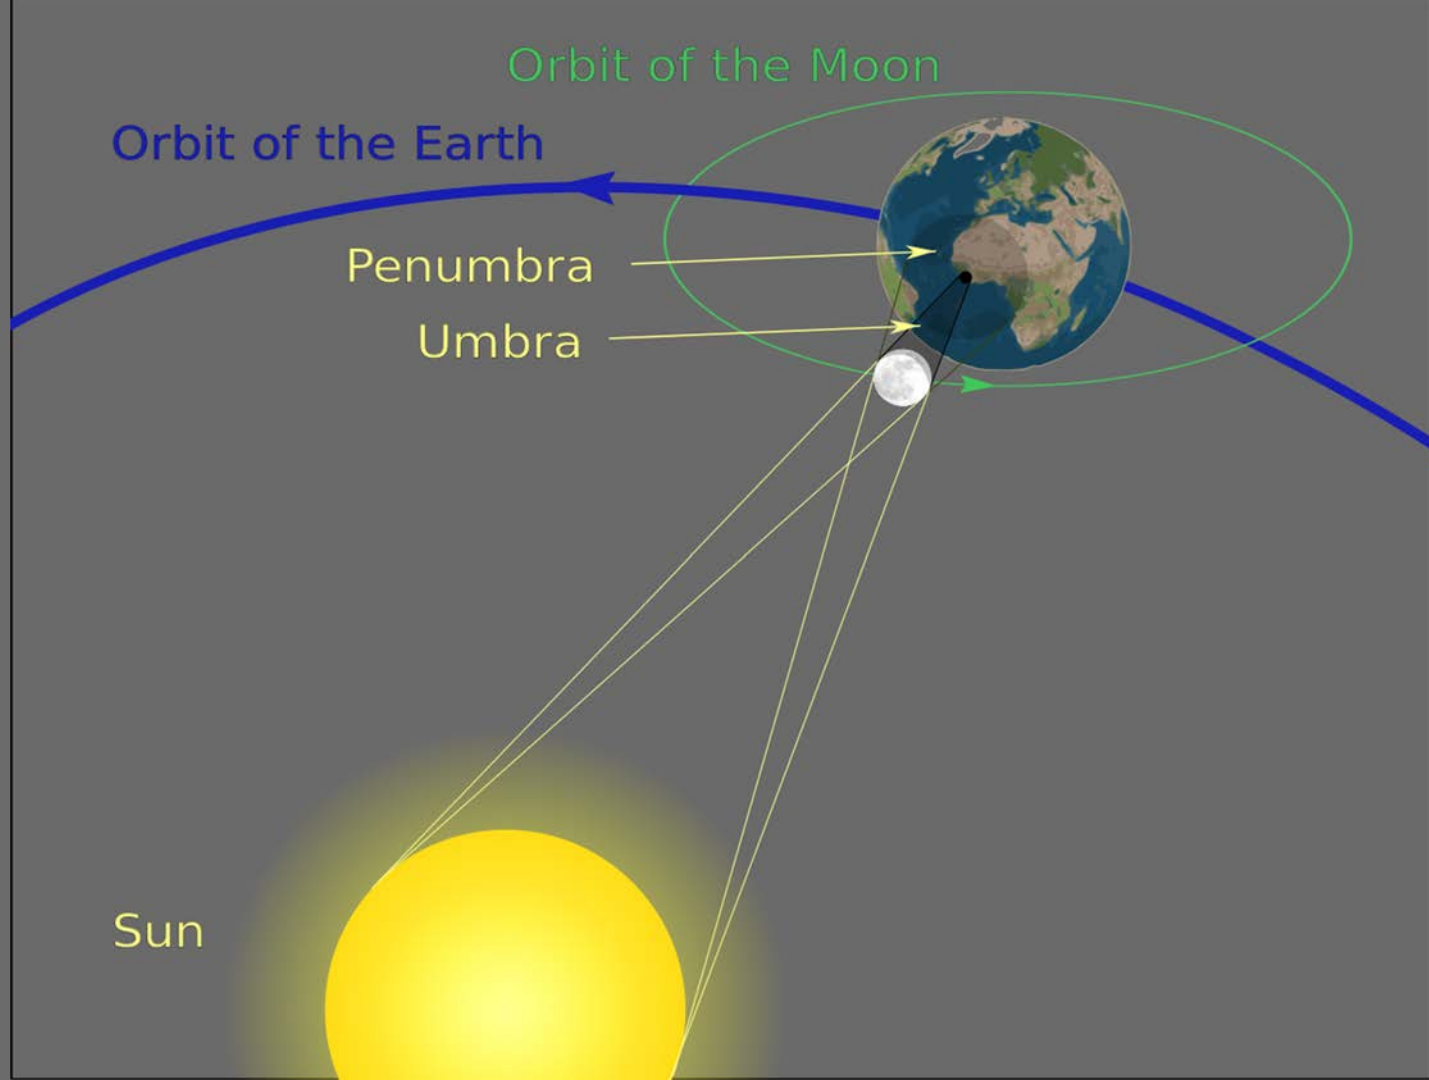 Orbit of the Moon
Orbit of the Earth
Penumbra
Umbra
Sun